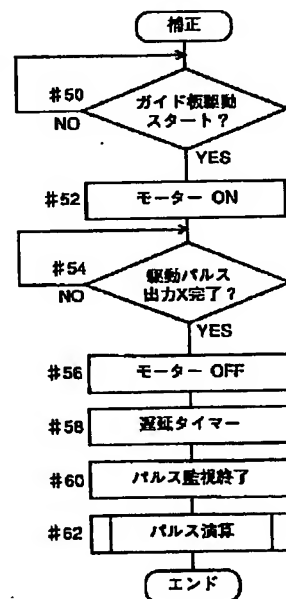 補正
#50
ガイド板駆動
スタート？
NO
YES
#52
モーター ON
#54
駆動パルス
出力X完了？
NO
YES
#56
モーター OFF
#58
遅延タイマー
#60
パルス監視終了
#62
パルス演算
エンド